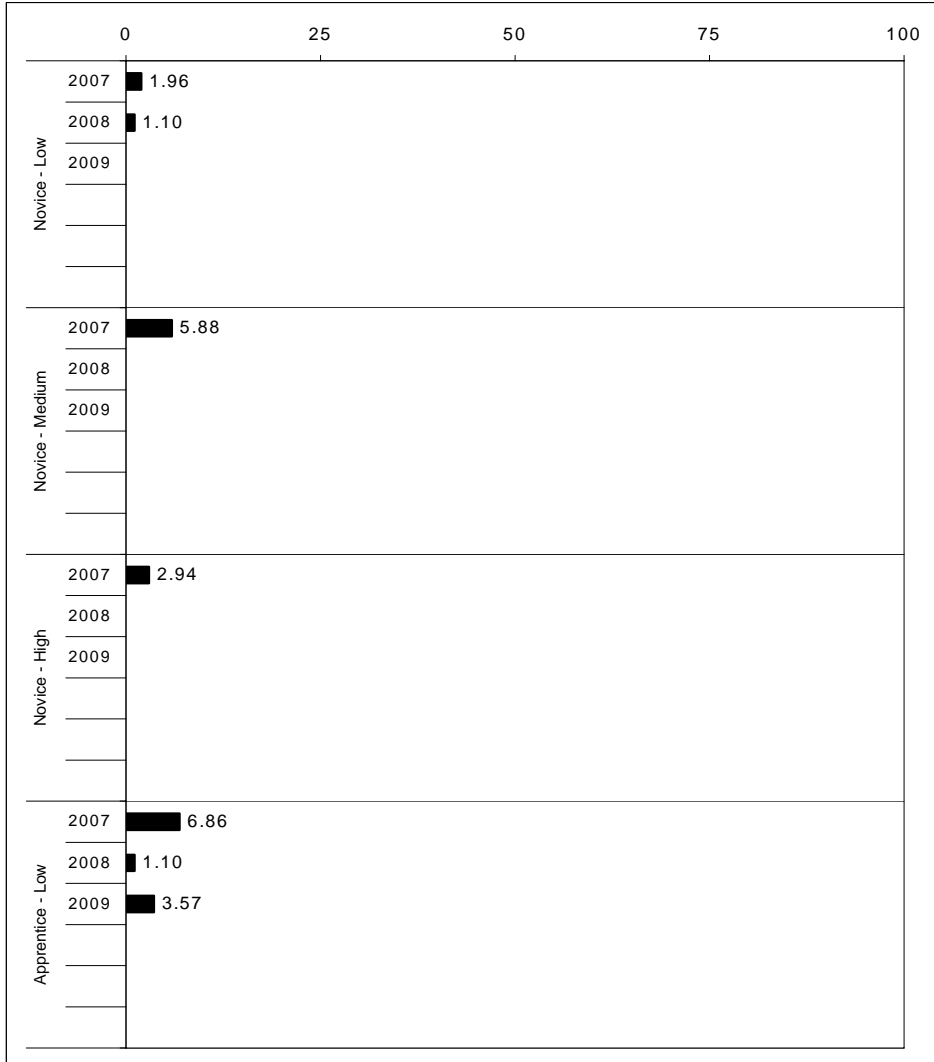 0 25 50 75 100
Novice - Low
2007 1.96
2008 1.10
2009
Novice - Medium
2007 5.88
2008
2009
Novice - High
2007 2.94
2008
2009
Apprentice - Low
2007 6.86
2008 1.10
2009 3.57